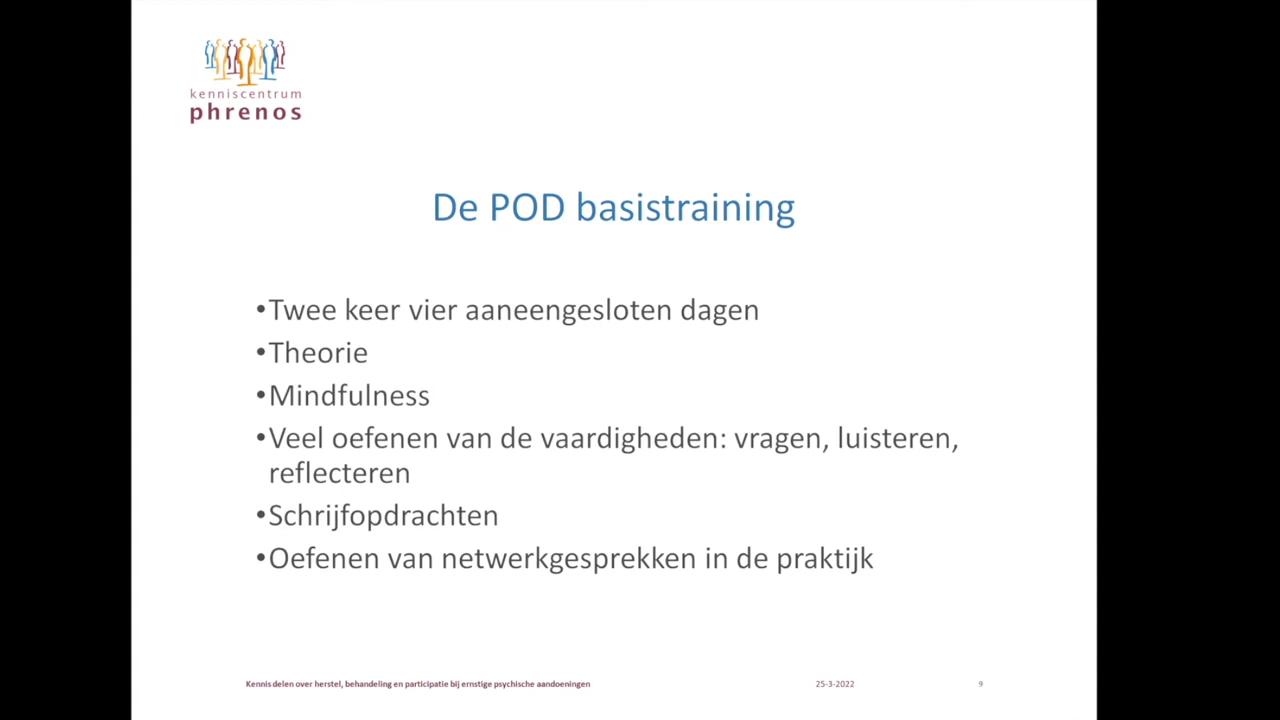 kenniscentrum
phrenos
De POD basistraining
•Twee keer vier aaneengesloten dagen
•Theorie
•Mindfulness
•Veel oefenen van de vaardigheden: vragen, luisteren,
reflecteren
•Schrijfopdrachten
•Oefenen van netwerkgesprekken in de praktijk
Kennis delen over herstel, behandeling en participatie bij ernstige psychische aandoeningen
25-3-2022
9